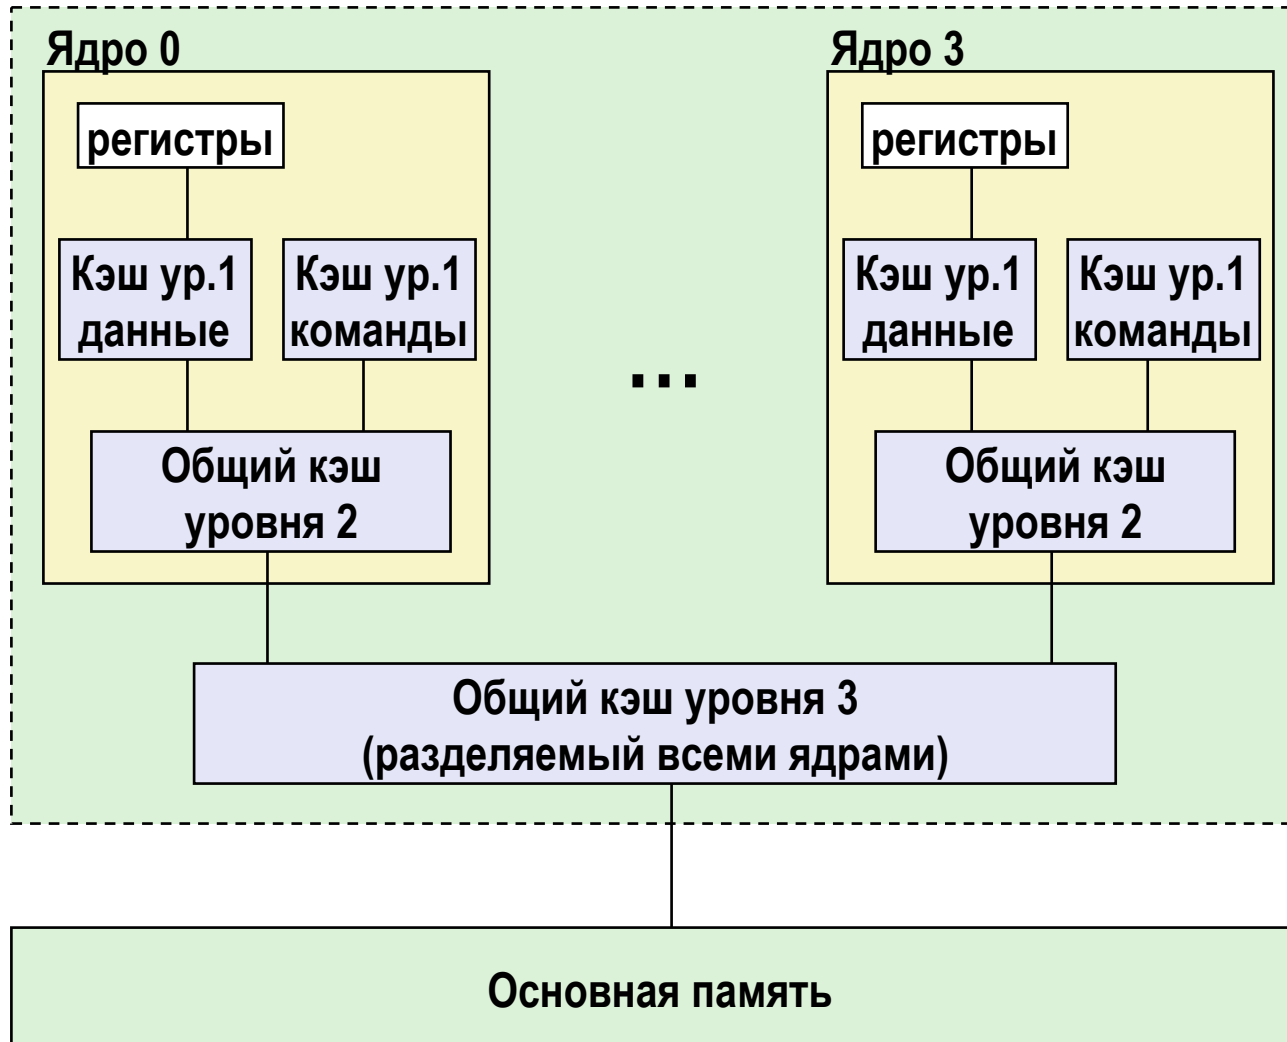 Ядро 0
регистры
Кэш ур.1
данные
Кэш ур.1
команды
Общий кэш
уровня 2
...
Ядро 3
регистры
Кэш ур.1
данные
Кэш ур.1
команды
Общий кэш
уровня 2
Общий кэш уровня 3
(разделяемый всеми ядрами)
Основная память